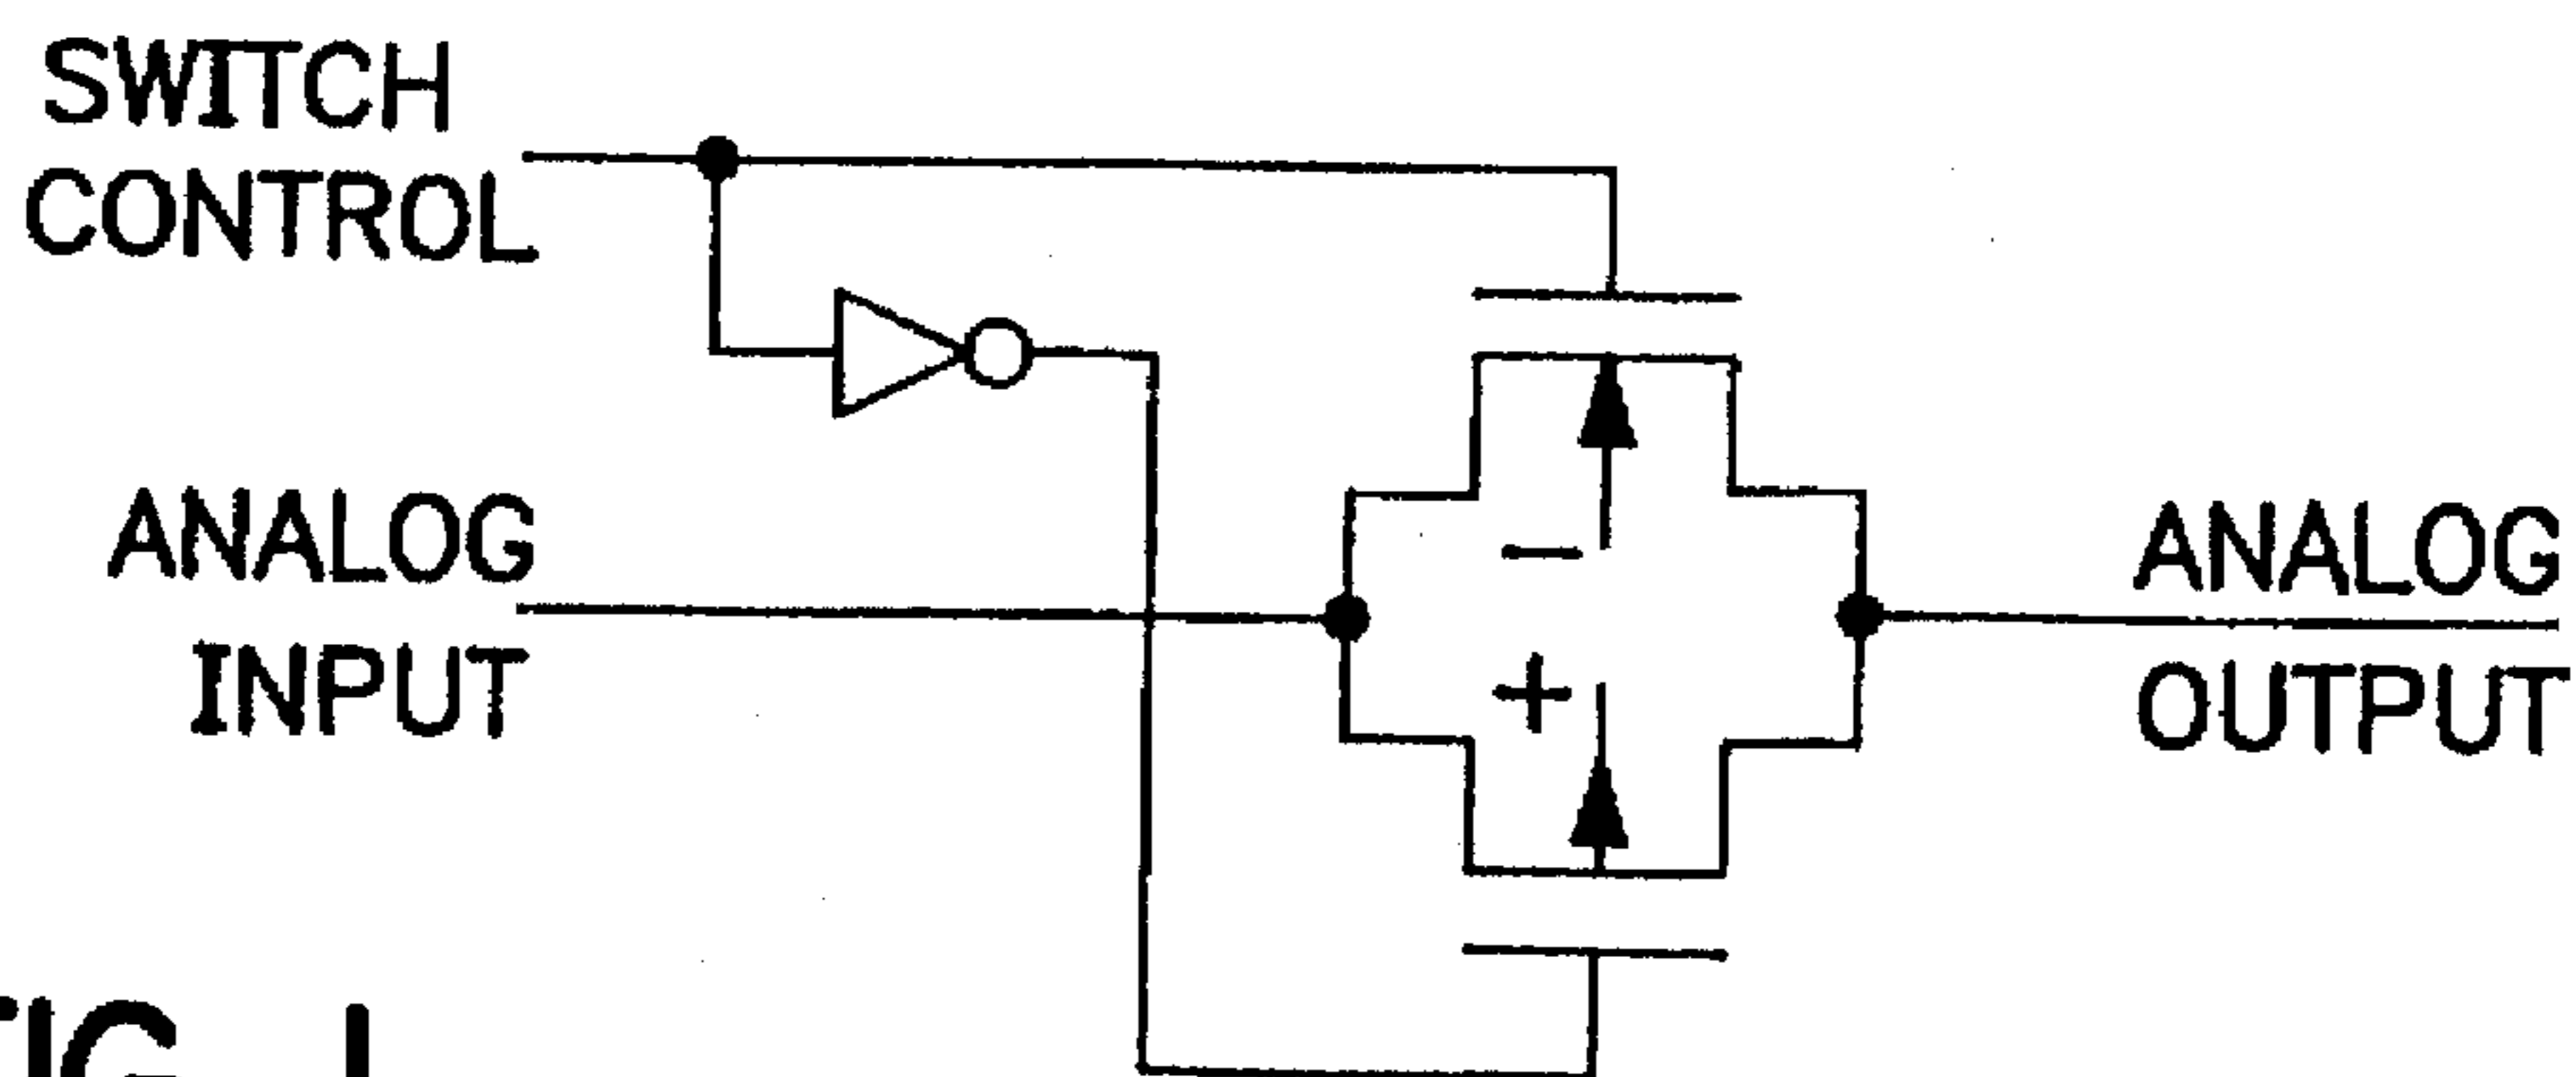 SWITCH
CONTROL
ANALOG
INPUT
−
+
ANALOG
OUTPUT